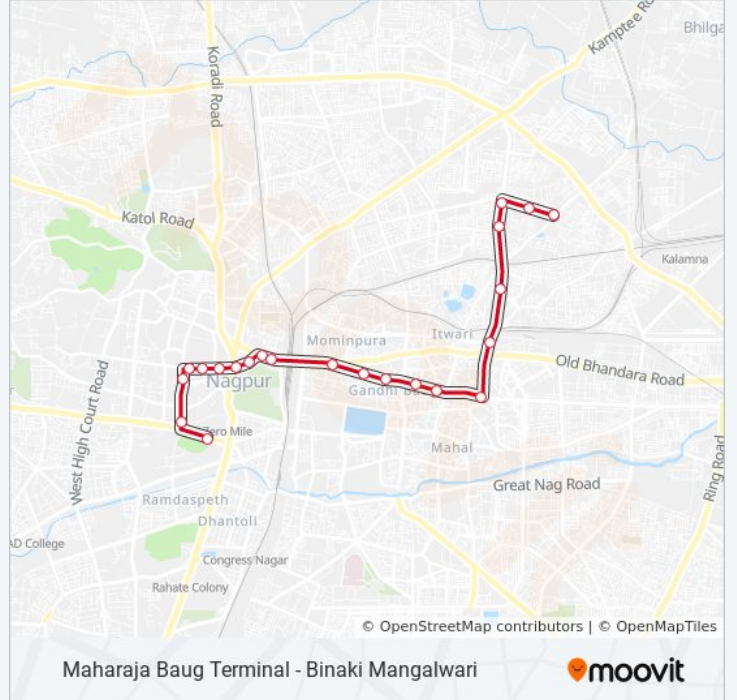 Koradi Road
Kamptee Ro
Bhilga
Katol Road
Kalamna
Mominpura
Itwari
Old Bhandara Road
Nagpur
Gandhi Ba
West High Court Road
Zero Mile
Mahal
Ring Road
Great Nag Road
Ramdaspeth
Dhantoli
AD College
Congress Nagar
Rahate Colony
© OpenStreetMap contributors | © OpenMapTiles
Maharaja Baug Terminal - Binaki Mangalwari
moovit